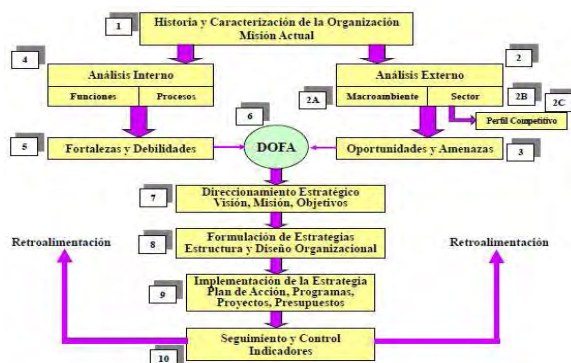 1
Historia y Caracterización de la Organización
Misión Actual
4
Análisis Interno
Funciones
Procesos
2
Análisis Externo
2A
Macroambiente
Sector
2B
2C
Perfil Competitivo
5
Fortalezas y Debilidades
6
DOFA
Oportunidades y Amenazas
3
7
Direccionamiento Estratégico
Visión, Misión, Objetivos
8
Formulación de Estrategias
Estructura y Diseño Organizacional
Retroalimentación
Retroalimentación
9
Implementación de la Estrategia
Plan de Acción, Programas,
Proyectos, Presupuestos
10
Seguimiento y Control
Indicadores